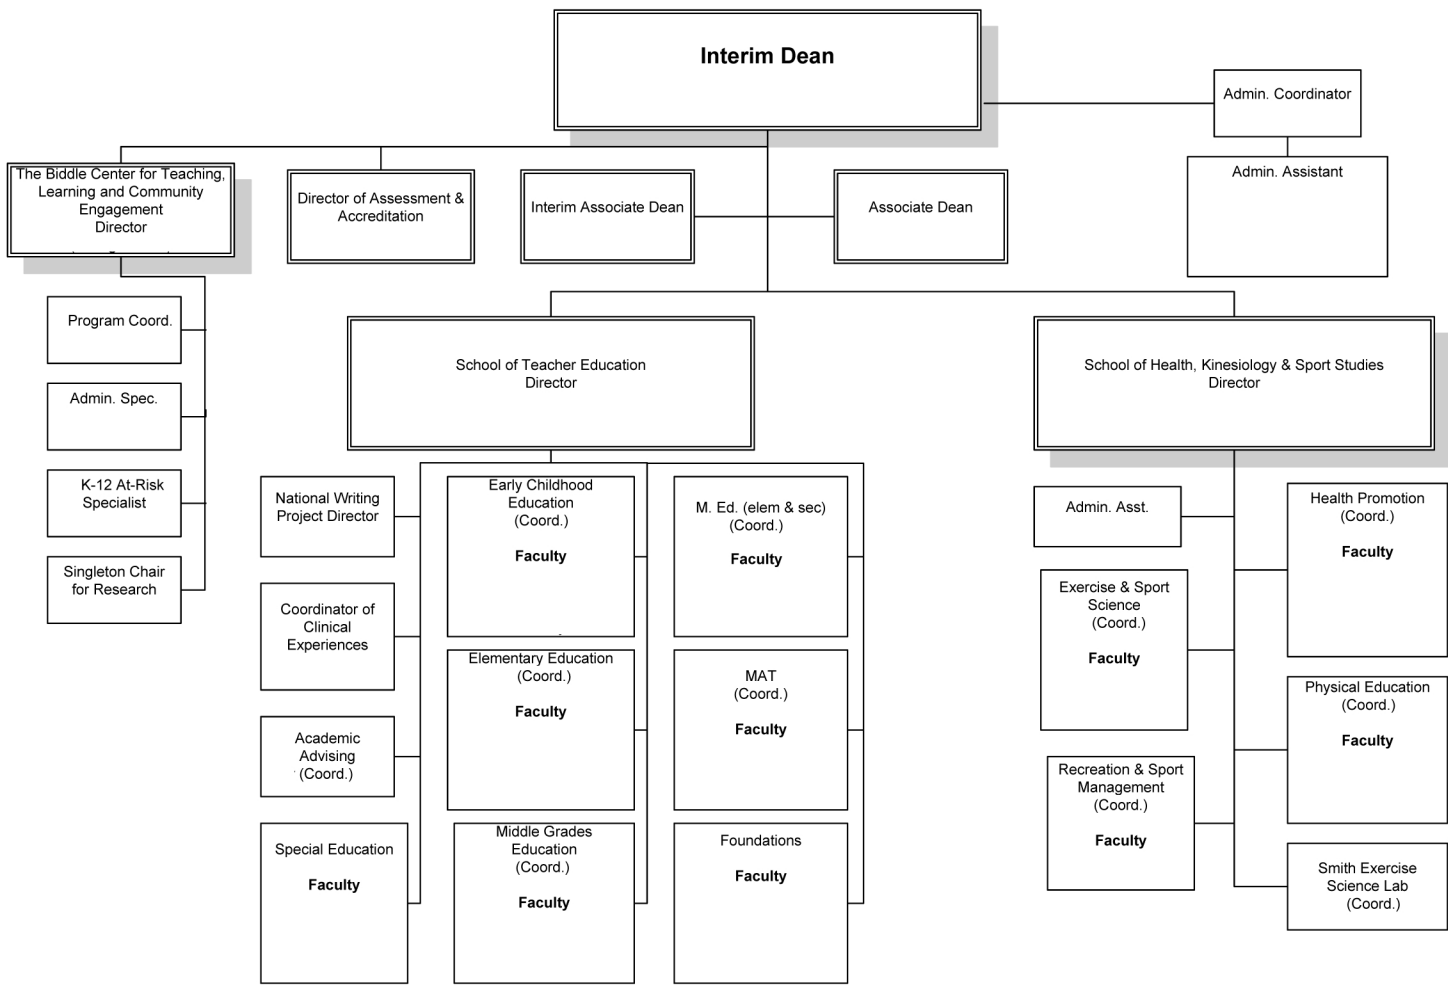 Interim Dean
Admin. Coordinator
Admin. Assistant
The Biddle Center for Teaching,
Learning and Community
Engagement
Director
Director of Assessment &
Accreditation
Interim Associate Dean
Associate Dean
Program Coord.
Admin. Spec.
K-12 At-Risk
Specialist
Singleton Chair
for Research
School of Teacher Education
Director
School of Health, Kinesiology & Sport Studies
Director
National Writing
Project Director
Coordinator of
Clinical
Experiences
Academic
Advising
(Coord.)
Special Education
Faculty
Early Childhood
Education
(Coord.)
Faculty
Elementary Education
(Coord.)
Faculty
Middle Grades
Education
(Coord.)
Faculty
M. Ed. (elem & sec)
(Coord.)
Faculty
MAT
(Coord.)
Faculty
Foundations
Faculty
Admin. Asst.
Exercise & Sport
Science
(Coord.)
Faculty
Recreation & Sport
Management
(Coord.)
Faculty
Health Promotion
(Coord.)
Faculty
Physical Education
(Coord.)
Faculty
Smith Exercise
Science Lab
(Coord.)